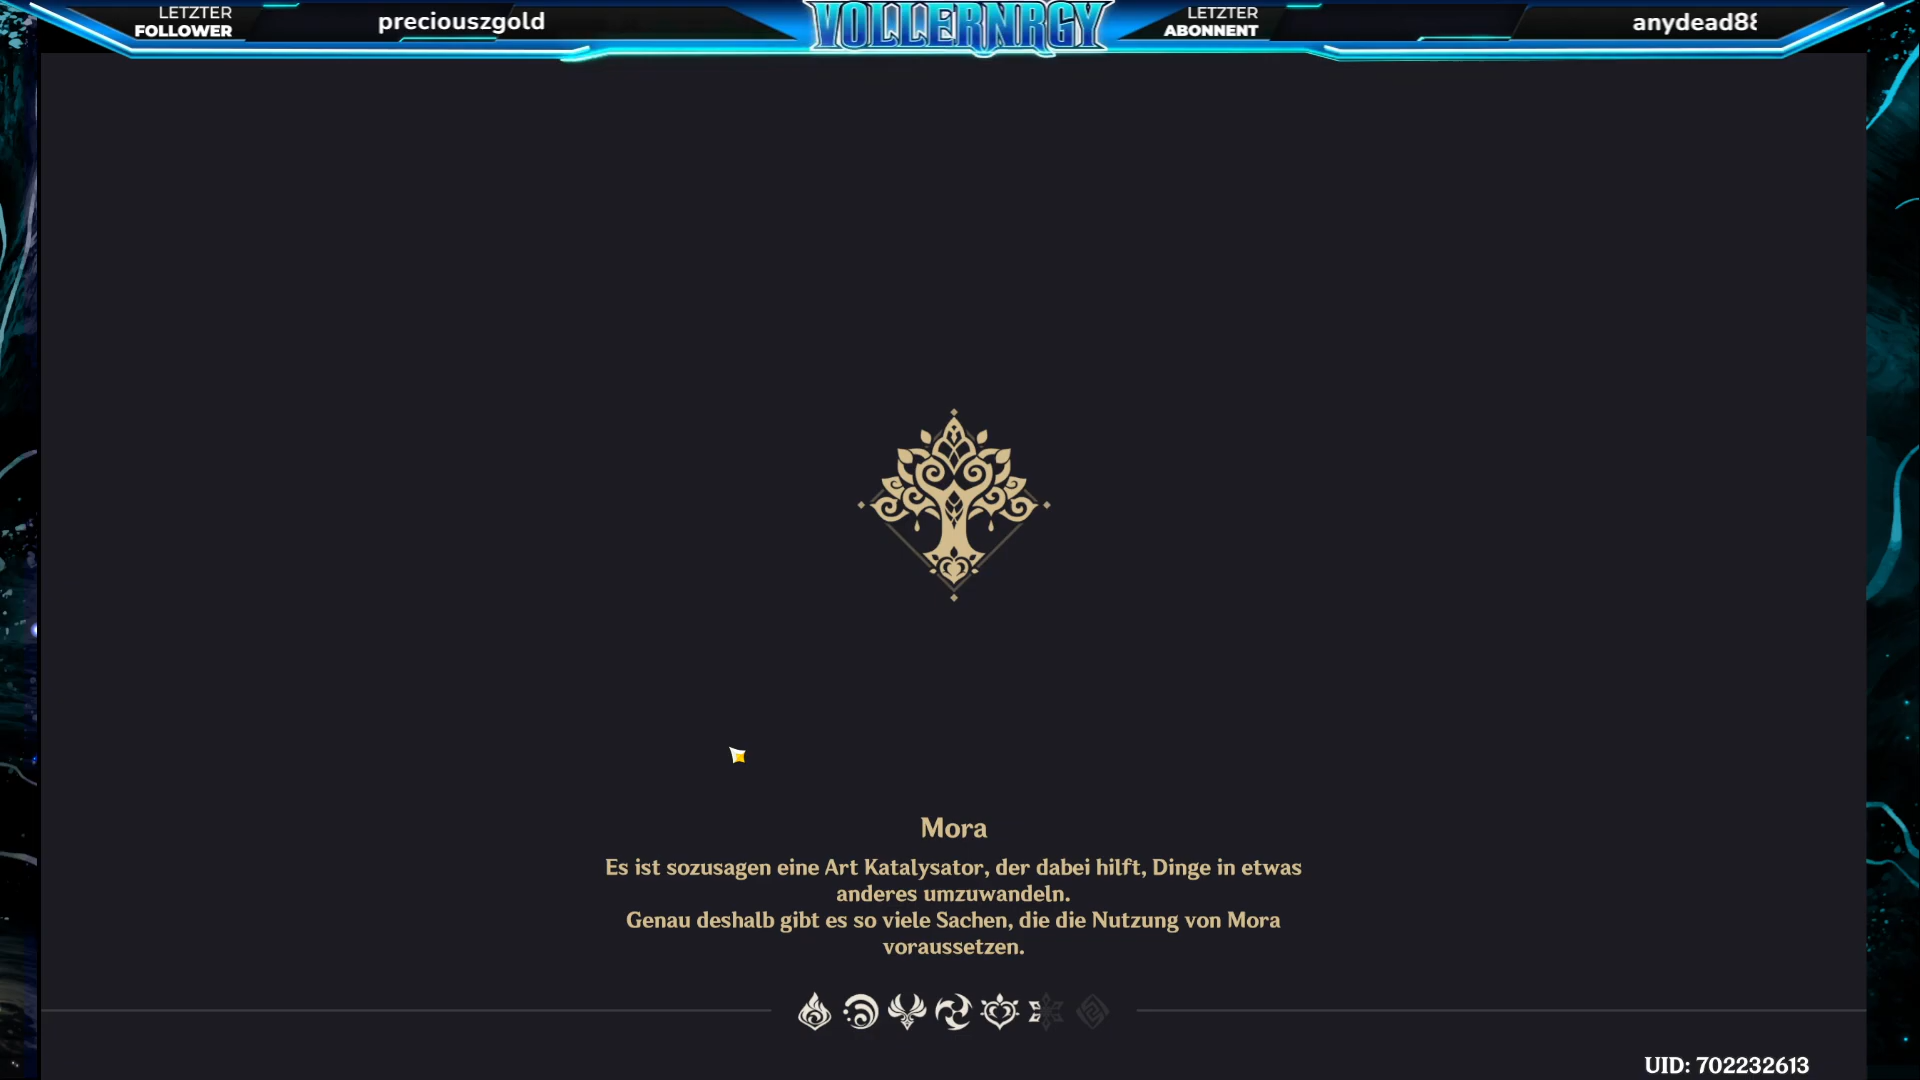 LETZTER
FOLLOWER
preciouszgold
VOLLERNRGY
LETZTER
ABONNENT
anydead88
Mora
Es ist sozusagen eine Art Katalysator, der dabei hilft, Dinge in etwas
anderes umzuwandeln.
Genau deshalb gibt es so viele Sachen, die die Nutzung von Mora
voraussetzen.
UID: 702232613